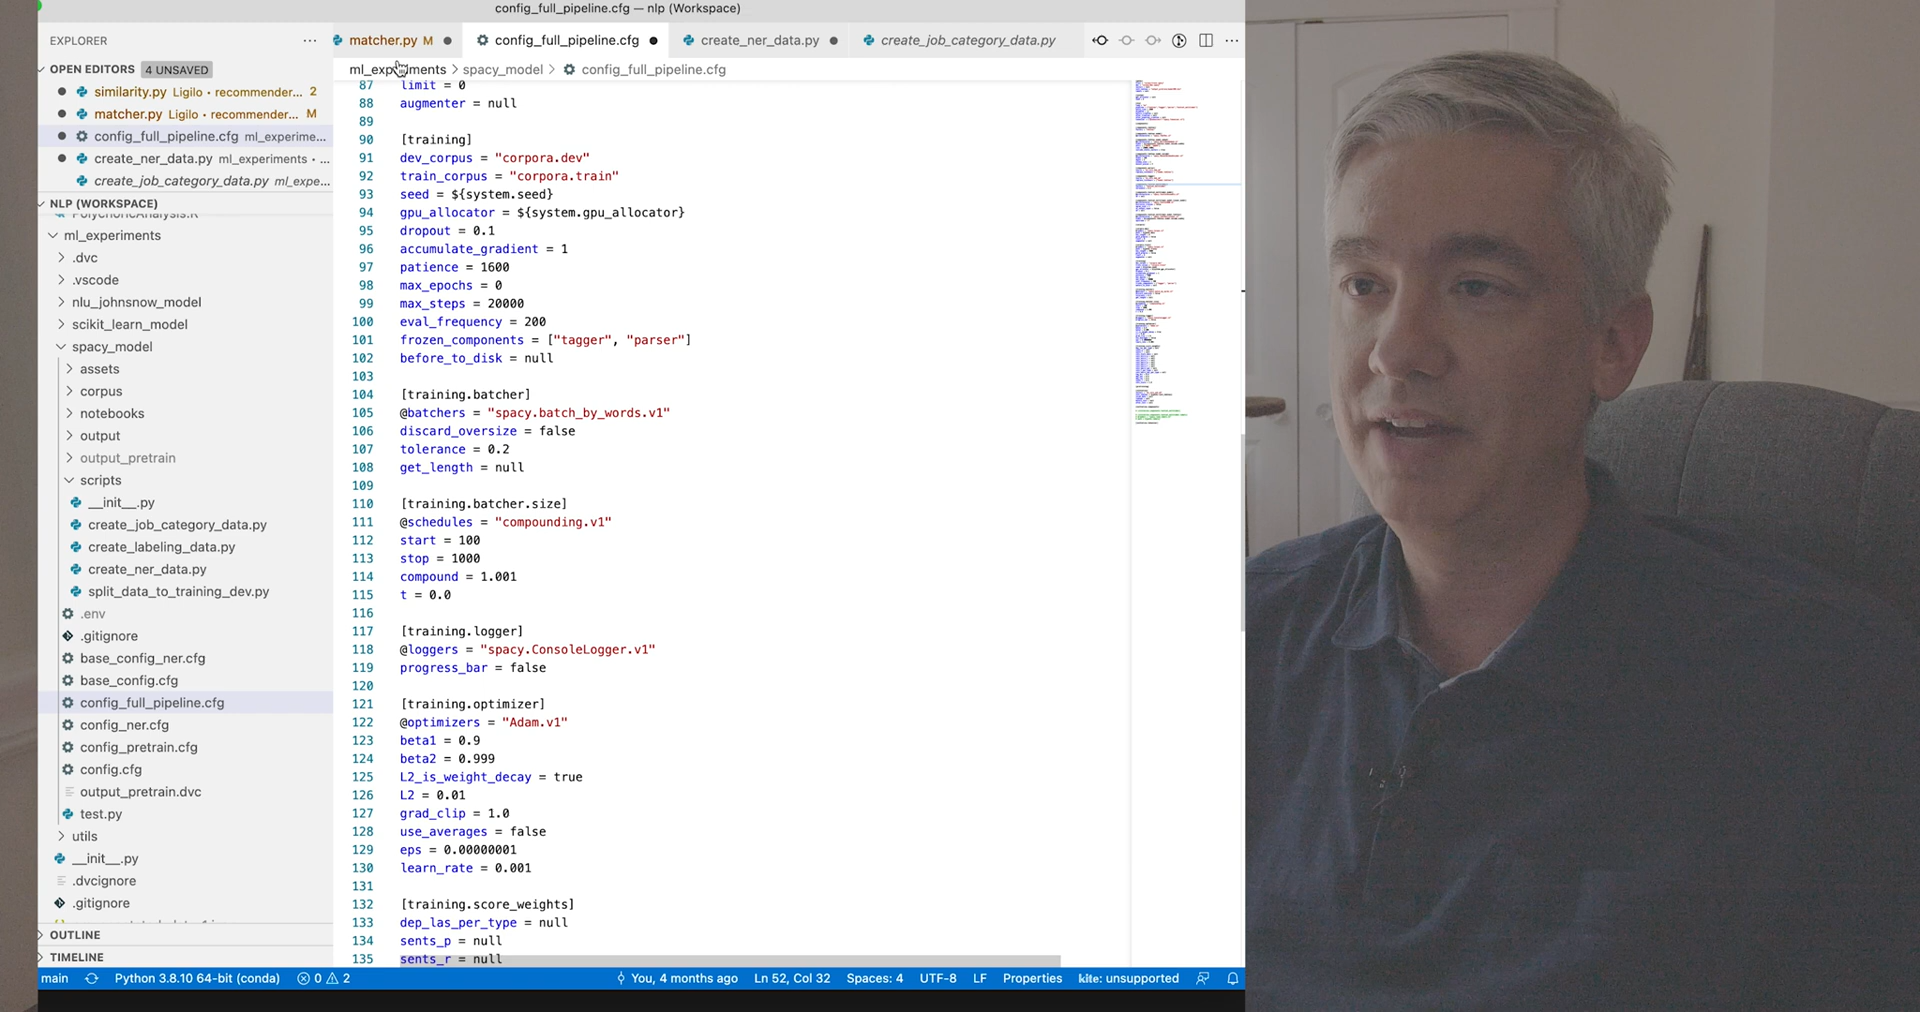 config_full_pipeline.cfg — nlp (Workspace)
EXPLORER
OPEN EDITORS 4 UNSAVED
similarity.py Ligilo • recommender... 2
matcher.py Ligilo • recommender... M
config_full_pipeline.cfg ml_experime...
create_ner_data.py ml_experiments • ...
create_job_category_data.py ml_expe...
NLP (WORKSPACE)
PolychoricAnalysis.R
ml_experiments
.dvc
.vscode
nlu_johnsnow_model
scikit_learn_model
spacy_model
assets
corpus
notebooks
output
output_pretrain
scripts
__init__.py
create_job_category_data.py
create_labeling_data.py
create_ner_data.py
split_data_to_training_dev.py
.env
.gitignore
base_config_ner.cfg
base_config.cfg
config_full_pipeline.cfg
config_ner.cfg
config_pretrain.cfg
config.cfg
output_pretrain.dvc
test.py
utils
__init__.py
.dvcignore
.gitignore
OUTLINE
TIMELINE
matcher.py M
config_full_pipeline.cfg
create_ner_data.py
create_job_category_data.py
...
ml_experiments > spacy_model > config_full_pipeline.cfg
87 limit = 0
88 augmenter = null
89
90 [training]
91 dev_corpus = "corpora.dev"
92 train_corpus = "corpora.train"
93 seed = ${system.seed}
94 gpu_allocator = ${system.gpu_allocator}
95 dropout = 0.1
96 accumulate_gradient = 1
97 patience = 1600
98 max_epochs = 0
99 max_steps = 20000
100 eval_frequency = 200
101 frozen_components = ["tagger", "parser"]
102 before_to_disk = null
103
104 [training.batcher]
105 @batchers = "spacy.batch_by_words.v1"
106 discard_oversize = false
107 tolerance = 0.2
108 get_length = null
109
110 [training.batcher.size]
111 @schedules = "compounding.v1"
112 start = 100
113 stop = 1000
114 compound = 1.001
115 t = 0.0
116
117 [training.logger]
118 @loggers = "spacy.ConsoleLogger.v1"
119 progress_bar = false
120
121 [training.optimizer]
122 @optimizers = "Adam.v1"
123 beta1 = 0.9
124 beta2 = 0.999
125 L2_is_weight_decay = true
126 L2 = 0.01
127 grad_clip = 1.0
128 use_averages = false
129 eps = 0.00000001
130 learn_rate = 0.001
131
132 [training.score_weights]
133 dep_las_per_type = null
134 sents_p = null
135 sents_r = null
main Python 3.8.10 64-bit (conda) 0 2 You, 4 months ago Ln 52, Col 32 Spaces: 4 UTF-8 LF Properties kite: unsupported